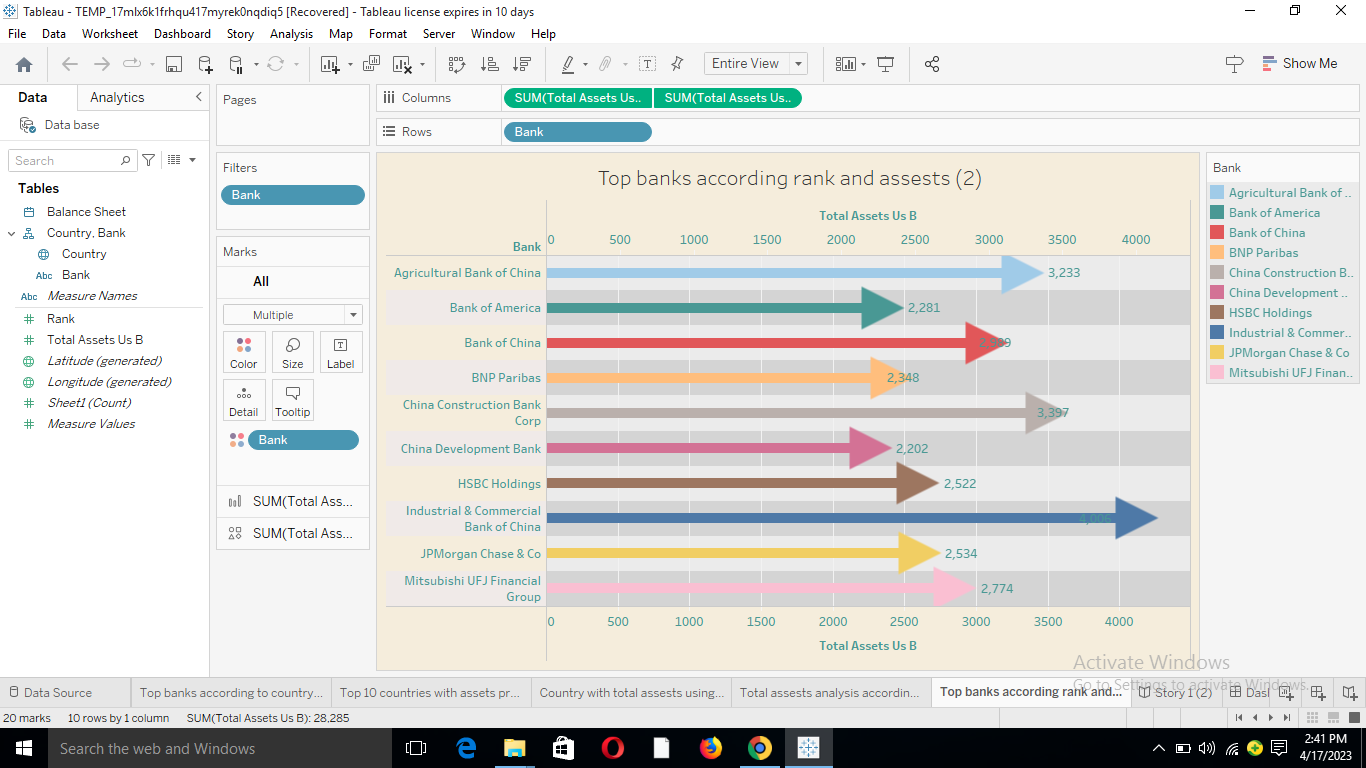 Tableau - TEMP_17mlx6k1frhqu417myrek0nqdiq5 [Recovered] - Tableau license expires in 10 days
File Data Worksheet Dashboard Story Analysis Map Format Server Window Help
Entire View
Show Me
Data Analytics
Data base
Search
Tables
Balance Sheet
Country, Bank
Country
Abc Bank
Abc Measure Names
Rank
Total Assets Us B
Latitude (generated)
Longitude (generated)
Sheet1 (Count)
Measure Values
Pages
Filters
Bank
Marks
All
Multiple
Color Size Label
Detail Tooltip
Bank
SUM(Total Ass...
SUM(Total Ass...
Columns SUM(Total Assets Us.. SUM(Total Assets Us..
Rows Bank
Top banks according rank and assests (2)
Total Assets Us B
0 500 1000 1500 2000 2500 3000 3500 4000
Bank
Agricultural Bank of China 3,233
Bank of America 2,281
Bank of China
BNP Paribas 2,348
China Construction Bank
Corp 3,397
China Development Bank 2,202
HSBC Holdings 2,522
Industrial & Commercial
Bank of China
JPMorgan Chase & Co 2,534
Mitsubishi UFJ Financial
Group 2,774
0 500 1000 1500 2000 2500 3000 3500 4000
Total Assets Us B
Bank
Agricultural Bank of ..
Bank of America
Bank of China
BNP Paribas
China Construction B..
China Development ..
HSBC Holdings
Industrial & Commer..
JPMorgan Chase & Co
Mitsubishi UFJ Finan..
Activate Windows
Go to Settings to activate Windows.
Data Source Top banks according to country... Top 10 countries with assets pr... Country with total assests using... Total assests analysis accordin... Top banks according rank and... Story 1 (2) Dasl
20 marks 10 rows by 1 column SUM(Total Assets Us B): 28,285
Search the web and Windows
2:41 PM
4/17/2023